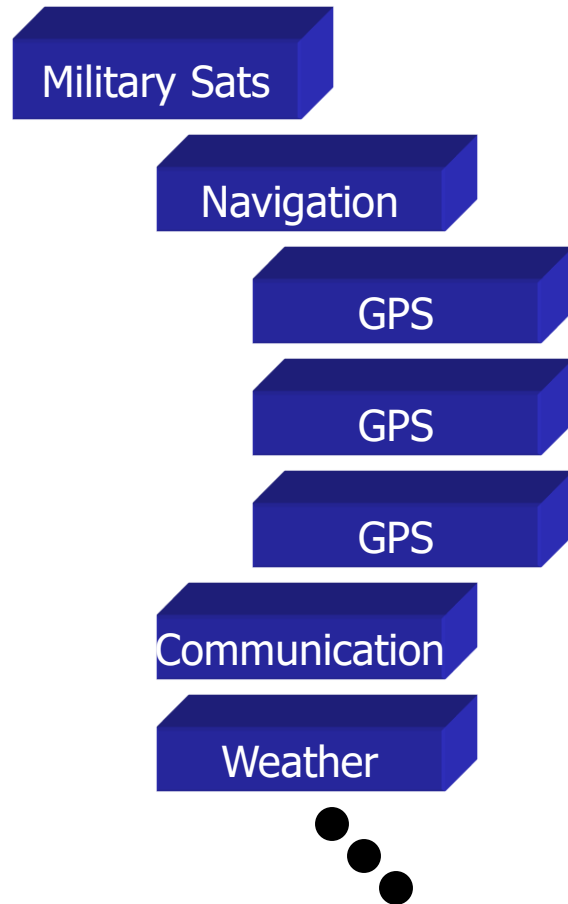 Military Sats
Navigation
GPS
GPS
GPS
Communication
Weather